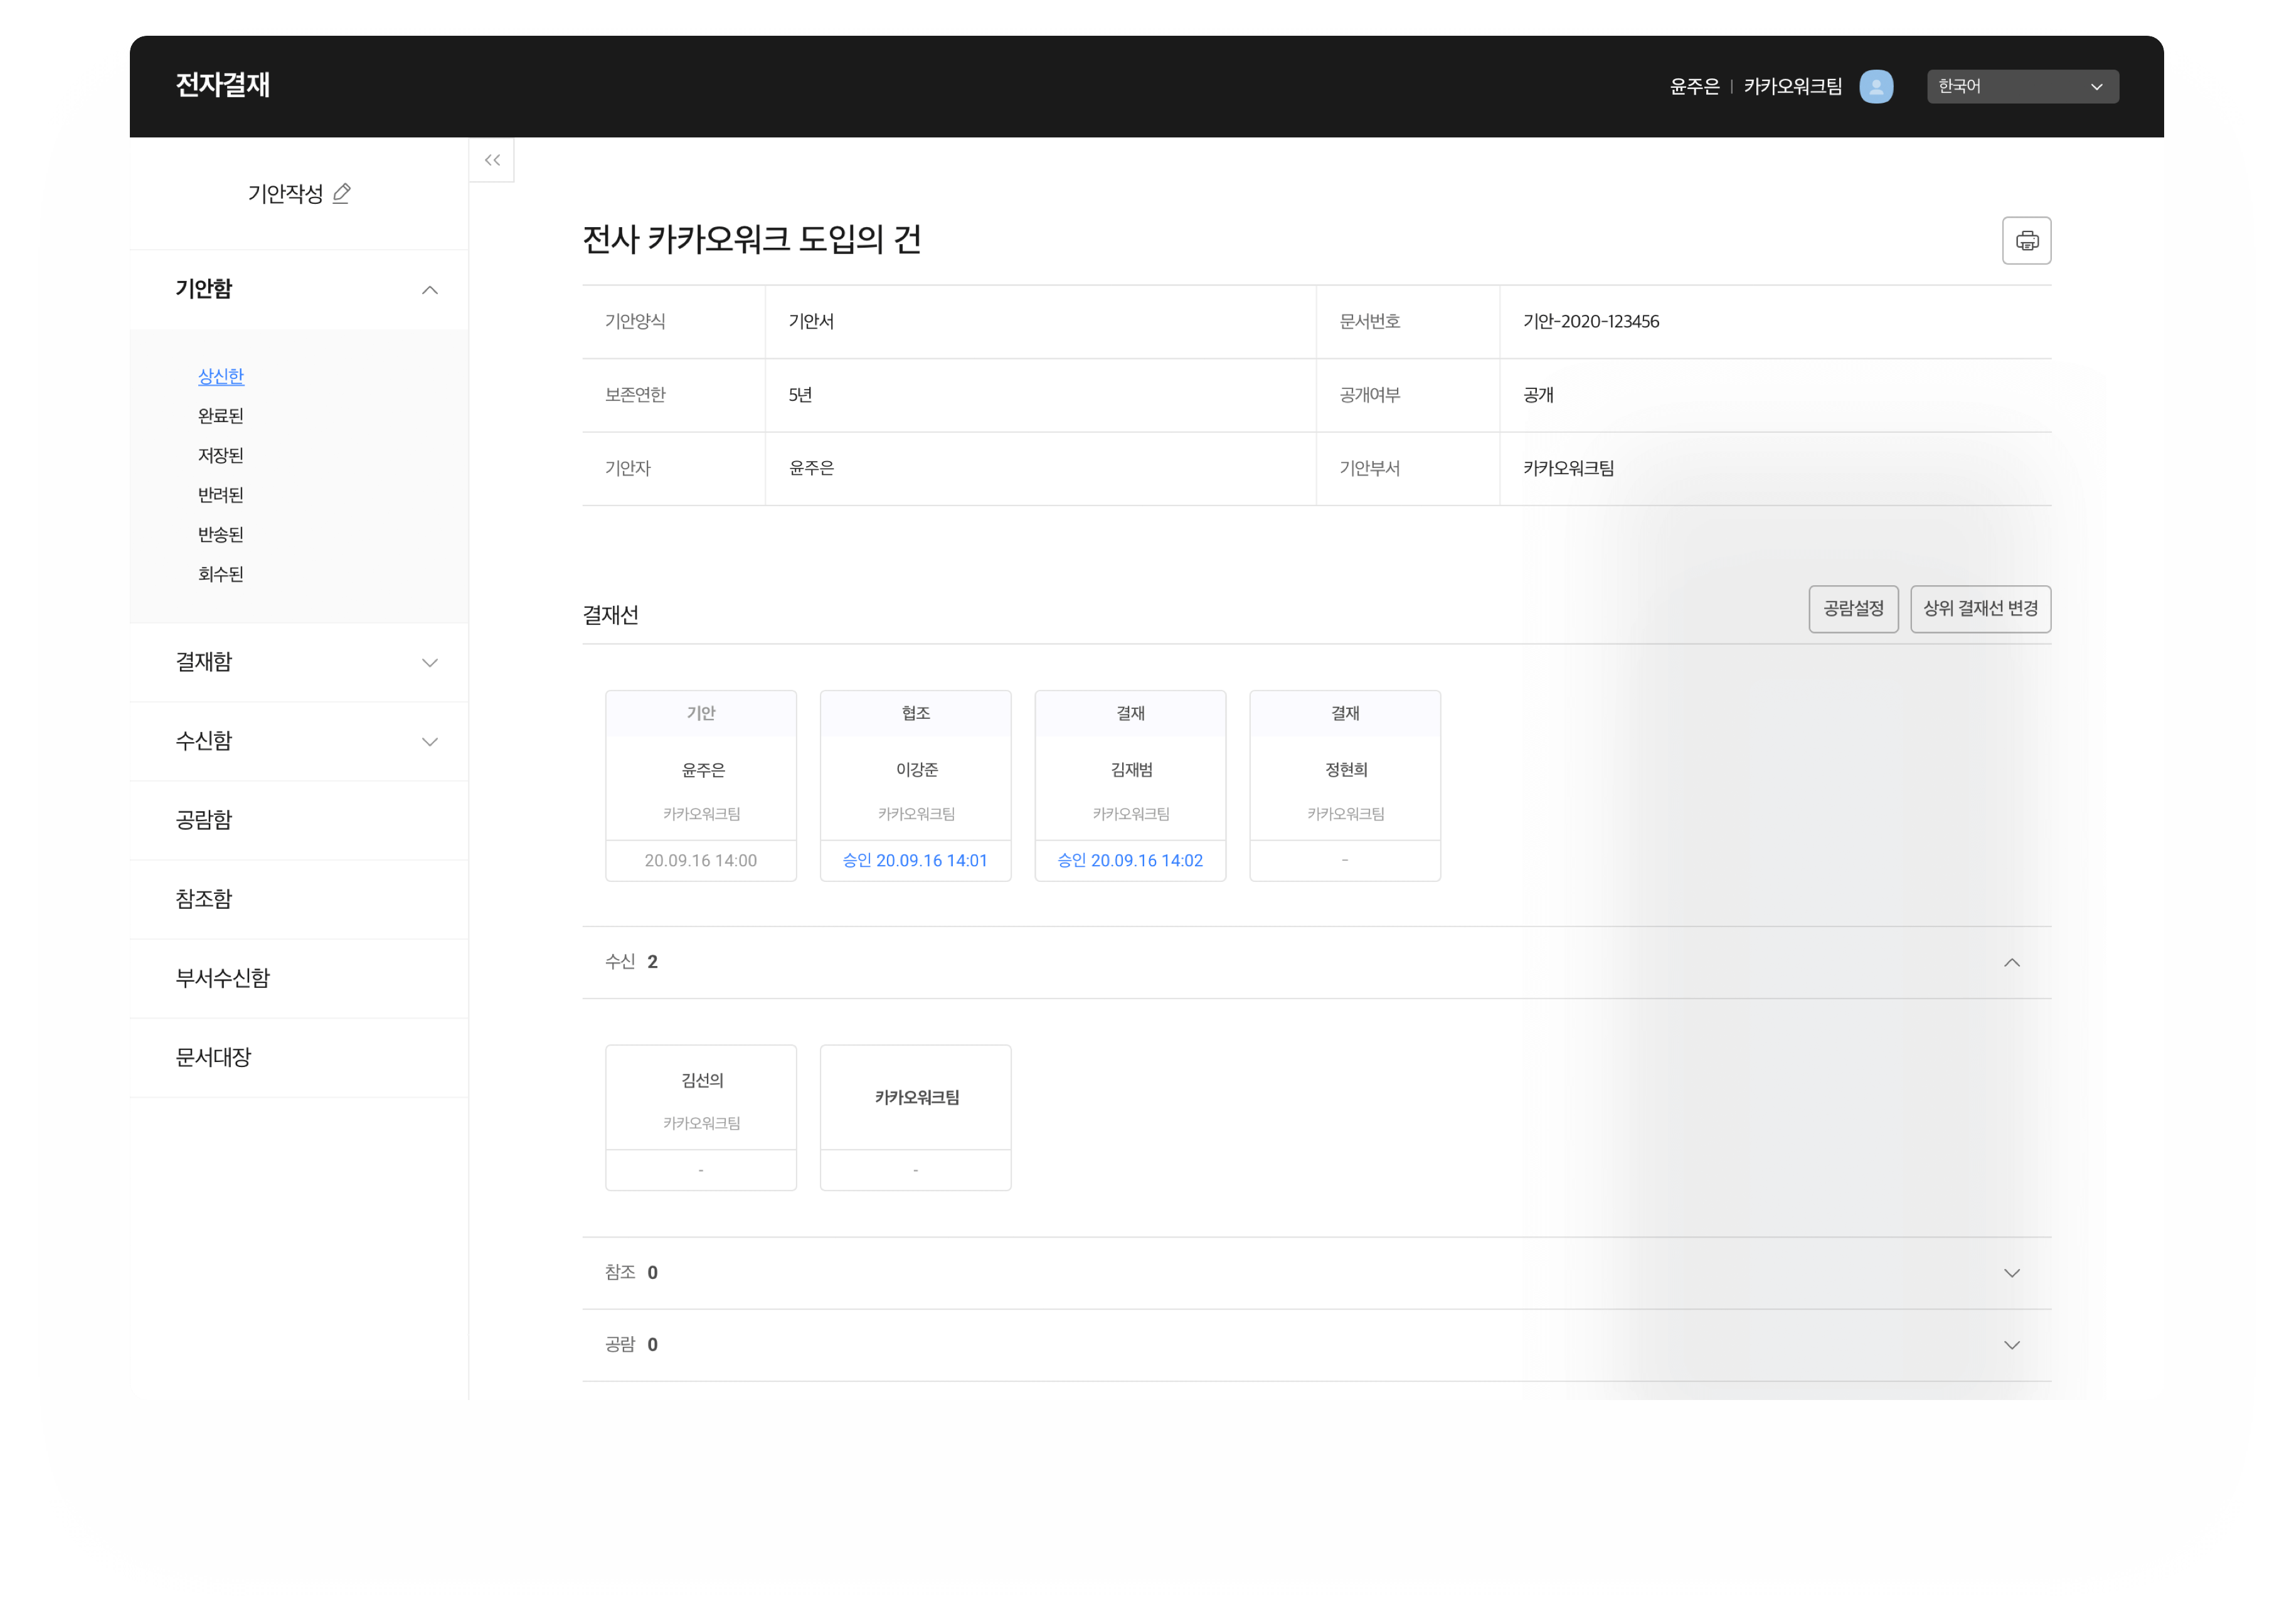 전자결재
윤주은 | 카카오워크팀
한국어
기안작성
기안함
상신한
완료된
저장된
반려된
반송된
회수된
결재함
수신함
공람함
참조함
부서수신함
문서대장
전사 카카오워크 도입의 건
기안양식 기안서 문서번호 기안-2020-123456
보존연한 5년 공개여부 공개
기안자 윤주은 기안부서 카카오워크팀
결재선 공람설정 상위 결재선 변경
기안 협조 결재 결재
윤주은 이강준 김재범 정현희
카카오워크팀 카카오워크팀 카카오워크팀 카카오워크팀
20.09.16 14:00 승인 20.09.16 14:01 승인 20.09.16 14:02 -
수신 2
김선의
카카오워크팀
-
카카오워크팀
-
참조 0
공람 0